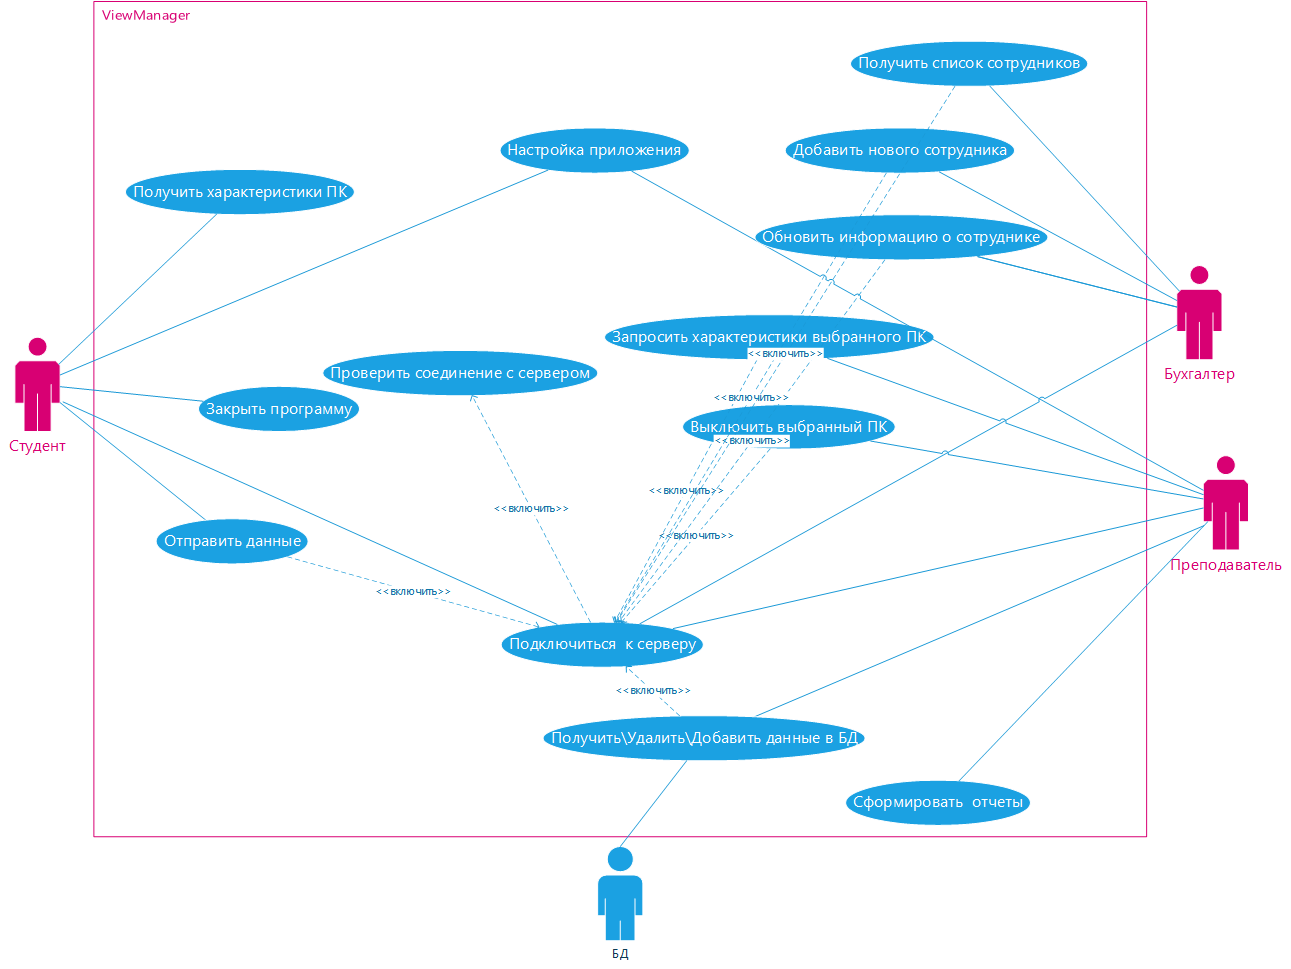 ViewManager
Получить список сотрудников
Настройка приложения
Добавить нового сотрудника
Получить характеристики ПК
Обновить информацию о сотруднике
Запросить характеристики выбранного ПК
<<включить>>
Бухгалтер
Проверить соединение с сервером
<<включить>>
Закрыть программу
Выключить выбранный ПК
<<включить>>
Студент
<<включить>>
<<включить>>
<<включить>>
Отправить данные
Преподаватель
<<включить>>
Подключиться  к серверу
<<включить>>
Получить\Удалить\Добавить данные в БД
Сформировать  отчеты
БД